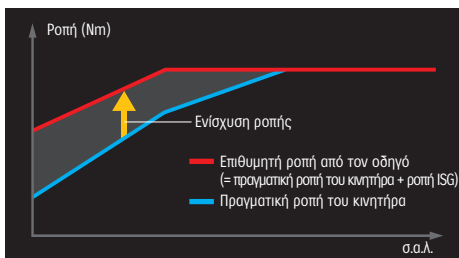 Ροπή (Nm)
Ενίσχυση ροπής
Επιθυμητή ροπή από τον οδηγό
(= πραγματική ροπή του κινητήρα + ροπή ISG)
Πραγματική ροπή του κινητήρα
σ.α.λ.